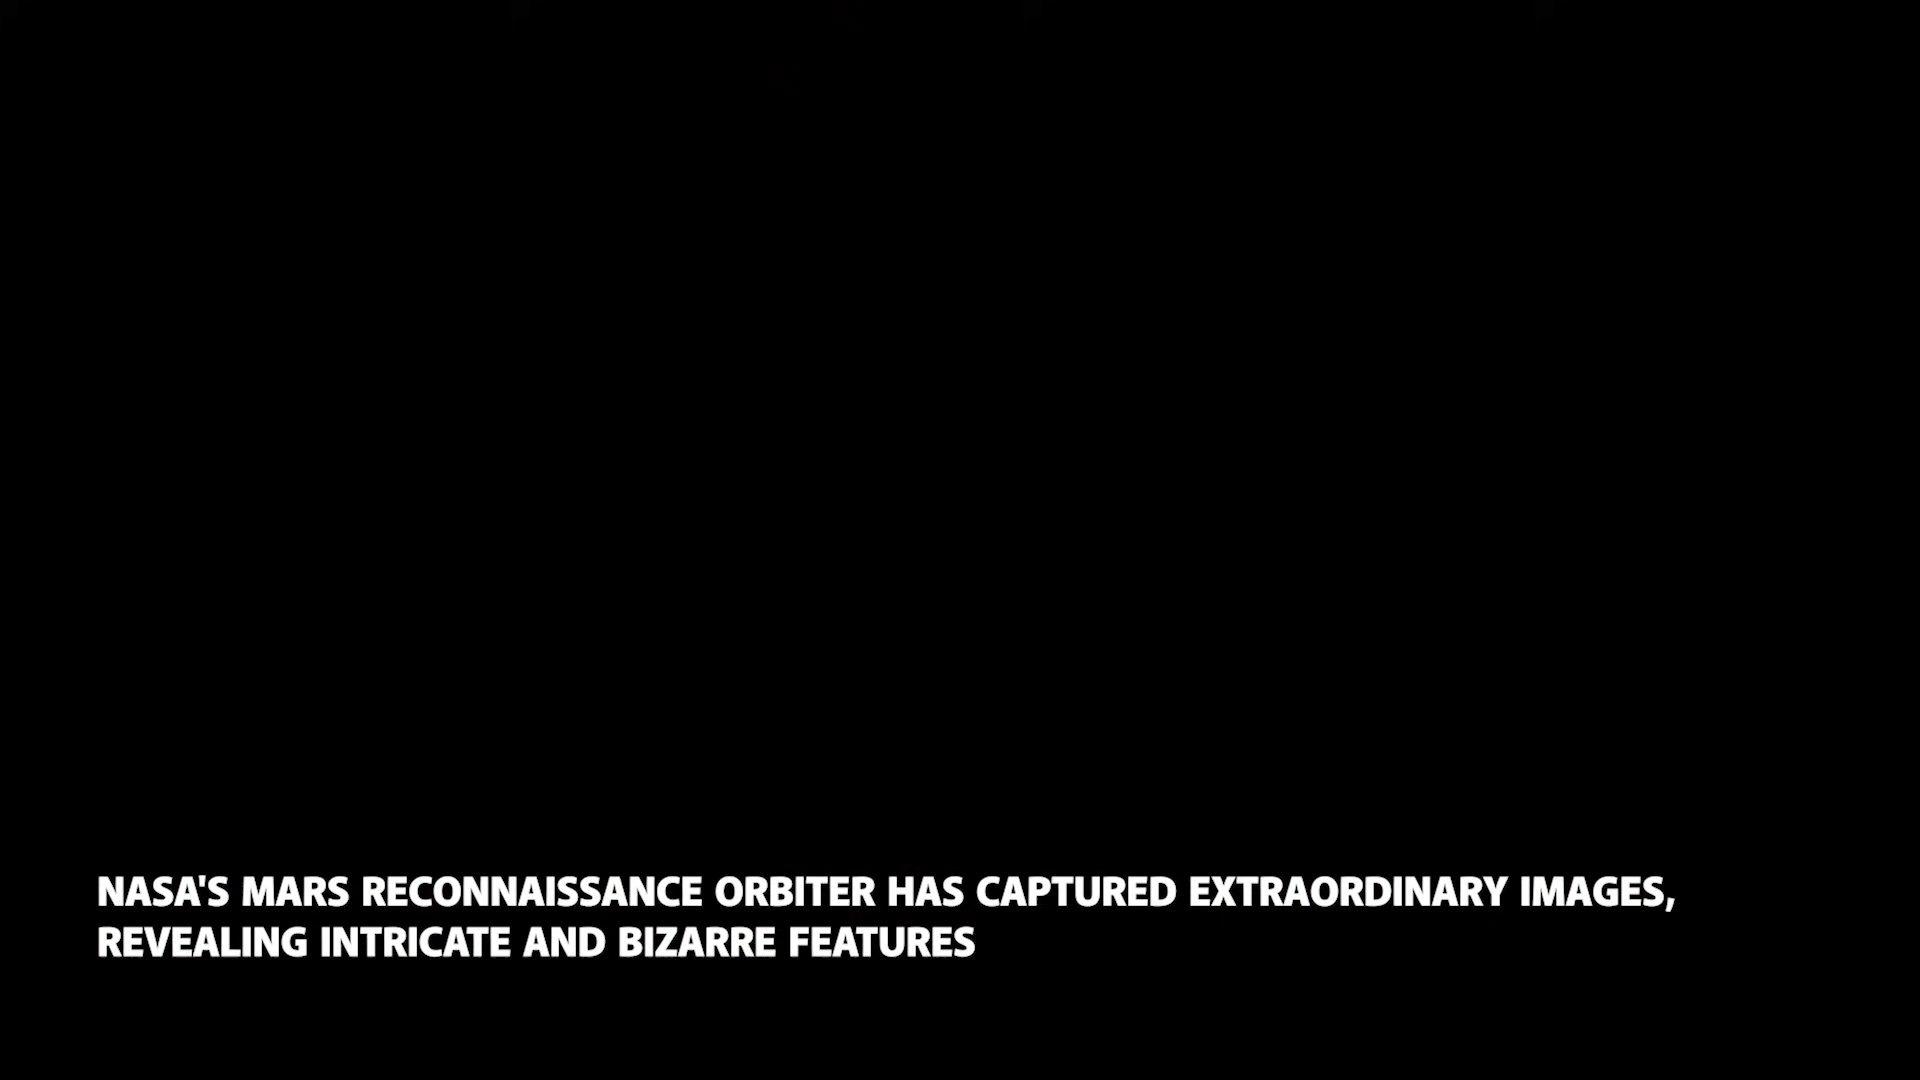 NASA'S MARS RECONNAISSANCE ORBITER HAS CAPTURED EXTRAORDINARY IMAGES,
REVEALING INTRICATE AND BIZARRE FEATURES